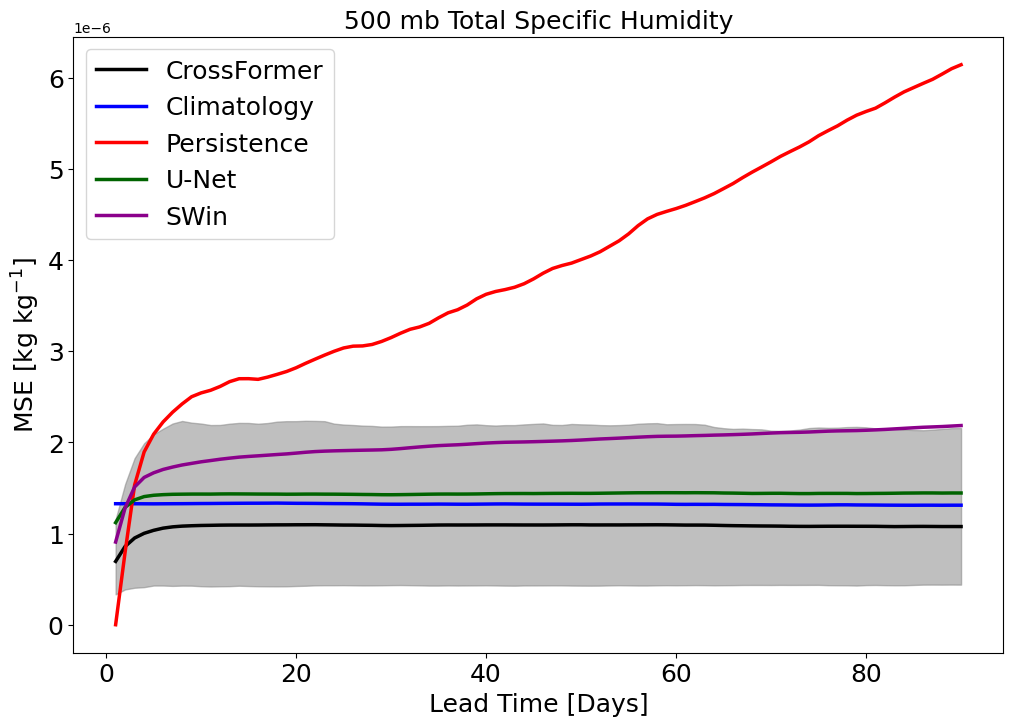 500 mb Total Specific Humidity
1e−6
CrossFormer
Climatology
Persistence
U-Net
SWin
MSE [kg kg⁻¹]
6
5
4
3
2
1
0
0 20 40 60 80
Lead Time [Days]